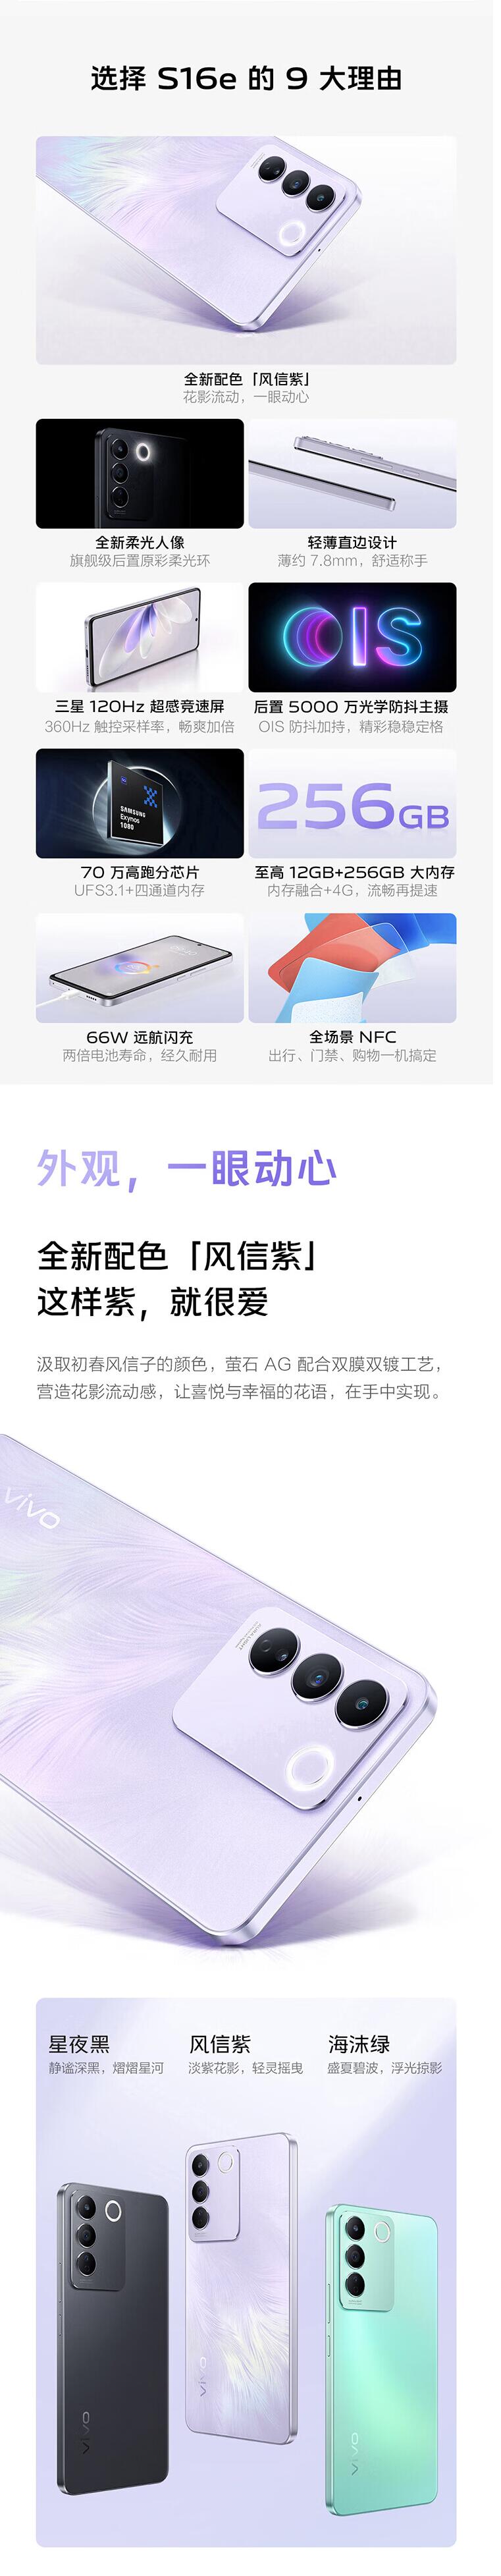 选择 S16e 的 9 大理由
全新配色「风信紫」
花影流动，一眼动心
全新柔光人像
旗舰级后置原彩柔光环
轻薄直边设计
薄约 7.8mm，舒适称手
三星 120Hz 超感竞速屏
360Hz 触控采样率，畅爽加倍
OIS
后置 5000 万光学防抖主摄
OIS 防抖加持，精彩稳稳定格
SAMSUNG
Exynos
1080
70 万高跑分芯片
UFS3.1+四通道内存
256GB
至高 12GB+256GB 大内存
内存融合+4G，流畅再提速
66W 远航闪充
两倍电池寿命，经久耐用
全场景 NFC
出行、门禁、购物一机搞定
外观，一眼动心
全新配色「风信紫」
这样紫，就很爱
汲取初春风信子的颜色，萤石 AG 配合双膜双镀工艺，
营造花影流动感，让喜悦与幸福的花语，在手中实现。
vivo
星夜黑
静谧深黑，熠熠星河
风信紫
淡紫花影，轻灵摇曳
海沫绿
盛夏碧波，浮光掠影
vivo
vivo
vivo